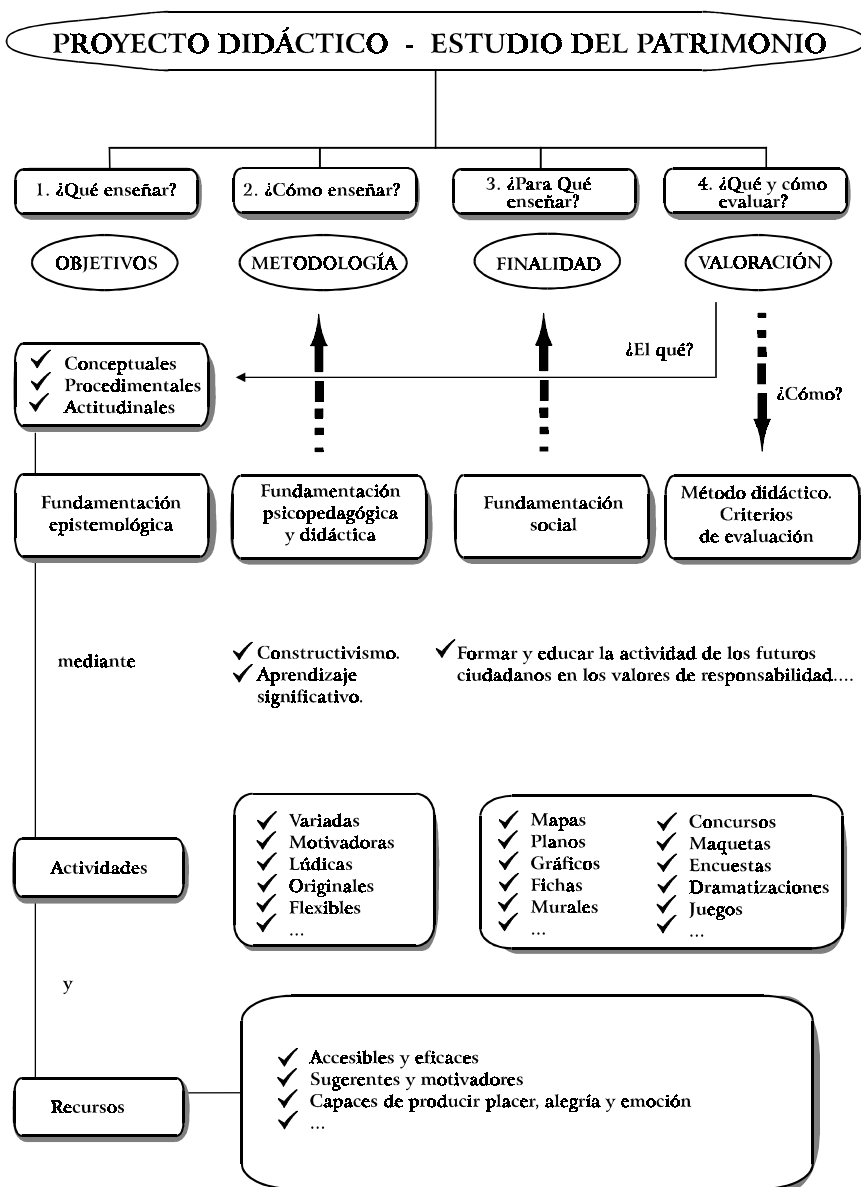 PROYECTO DIDÁCTICO - ESTUDIO DEL PATRIMONIO
1. ¿Qué enseñar?
2. ¿Cómo enseñar?
3. ¿Para Qué
enseñar?
4. ¿Qué y cómo
evaluar?
OBJETIVOS
METODOLOGÍA
FINALIDAD
VALORACIÓN
¿El qué?
¿Cómo?
Conceptuales
Procedimentales
Actitudinales
Fundamentación
epistemológica
Fundamentación
psicopedagógica
y didáctica
Fundamentación
social
Método didáctico.
Criterios
de evaluación
mediante
Constructivismo.
Aprendizaje
significativo.
Formar y educar la actividad de los futuros
ciudadanos en los valores de responsabilidad....
Actividades
Variadas
Motivadoras
Lúdicas
Originales
Flexibles
...
Mapas
Planos
Gráficos
Fichas
Murales
...
Concursos
Maquetas
Encuestas
Dramatizaciones
Juegos
...
y
Recursos
Accesibles y eficaces
Sugerentes y motivadores
Capaces de producir placer, alegría y emoción
...